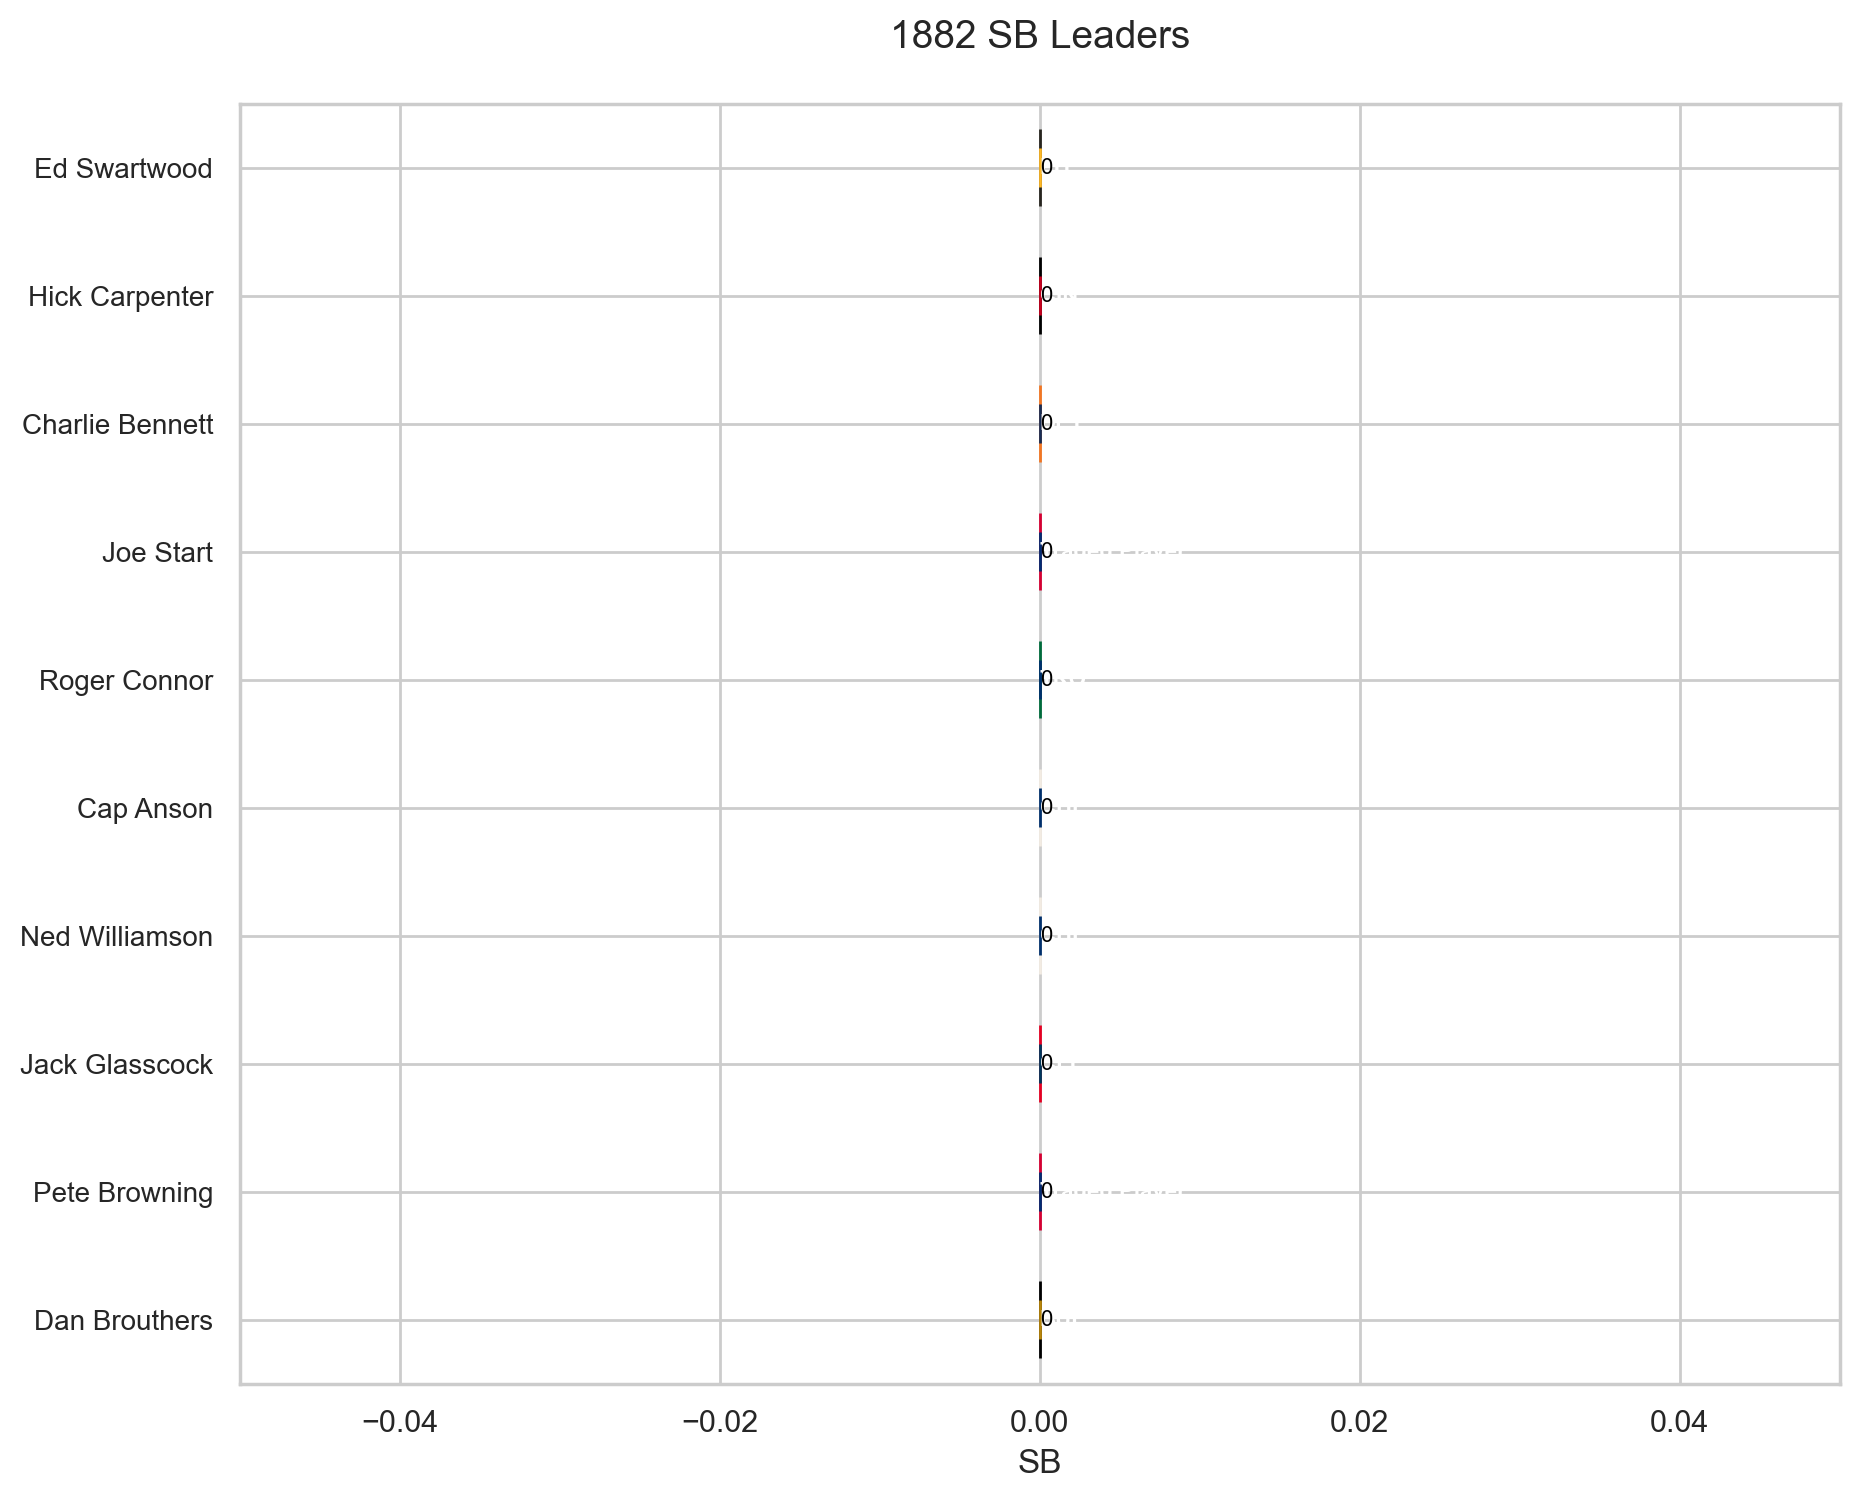 1882 SB Leaders
Ed Swartwood 0
Hick Carpenter 0
Charlie Bennett 0
Joe Start 0
Roger Connor 0
Cap Anson 0
Ned Williamson 0
Jack Glasscock 0
Pete Browning 0
Dan Brouthers 0
−0.04 −0.02 0.00 0.02 0.04
SB